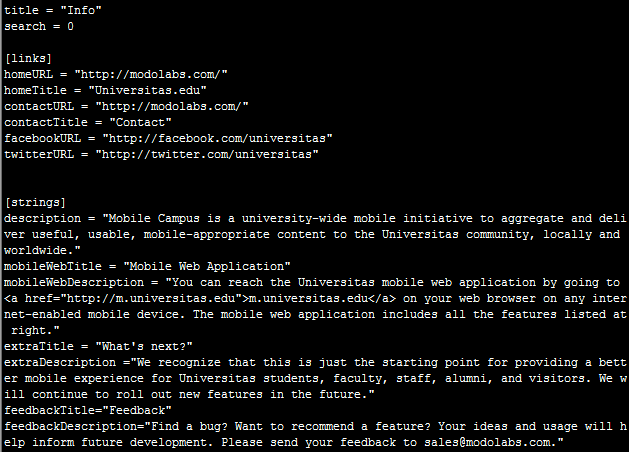 title = "Info"
search = 0
[links]
homeURL = "http://modolabs.com/"
homeTitle = "Universitas.edu"
contactURL = "http://modolabs.com/"
contactTitle = "Contact"
facebookURL = "http://facebook.com/universitas"
twitterURL = "http://twitter.com/universitas"
[strings]
description = "Mobile Campus is a university-wide mobile initiative to aggregate and deli
ver useful, usable, mobile-appropriate content to the Universitas community, locally and
worldwide."
mobileWebTitle = "Mobile Web Application"
mobileWebDescription = "You can reach the Universitas mobile web application by going to
<a href="http://m.universitas.edu">m.universitas.edu</a> on your web browser on any inter
net-enabled mobile device. The mobile web application includes all the features listed at
 right."
extraTitle = "What's next?"
extraDescription ="We recognize that this is just the starting point for providing a bett
er mobile experience for Universitas students, faculty, staff, alumni, and visitors. We w
ill continue to roll out new features in the future."
feedbackTitle="Feedback"
feedbackDescription="Find a bug? Want to recommend a feature? Your ideas and usage will h
elp inform future development. Please send your feedback to sales@modolabs.com."